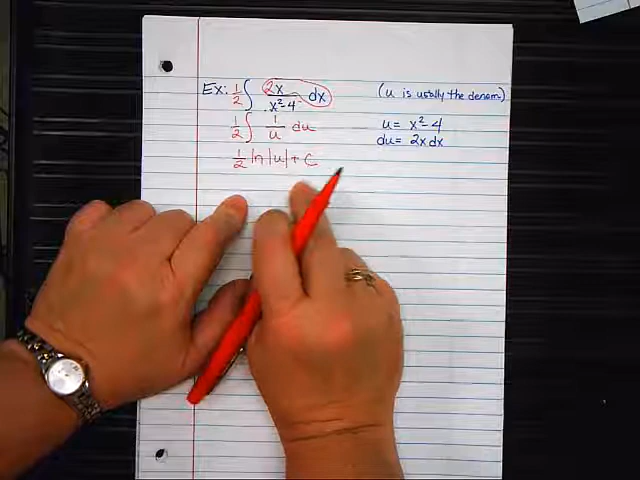 Ex: 1/2 ∫ 2x/x²-4 dx (u is usually the denom)
1/2 ∫ 1/u du u = x²-4
du = 2x dx
1/2 ln |u| + C